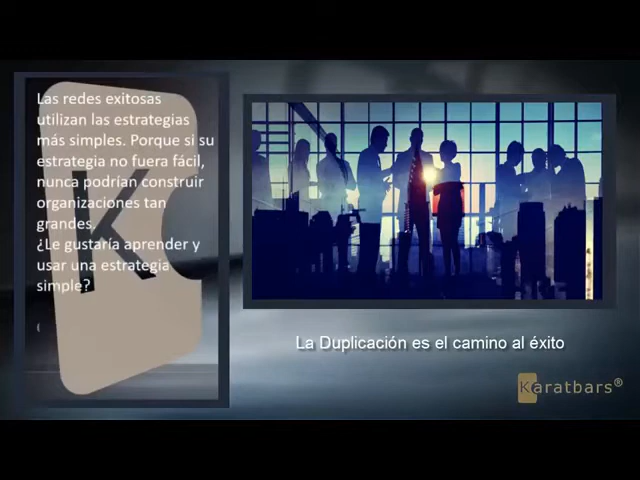 Las redes exitosas
utilizan las estrategias
más simples. Porque si su
estrategia no fuera fácil,
nunca podrían construir
organizaciones tan
grandes.
¿Le gustaría aprender y
usar una estrategia
simple?
(
La Duplicación es el camino al éxito
Karatbars®